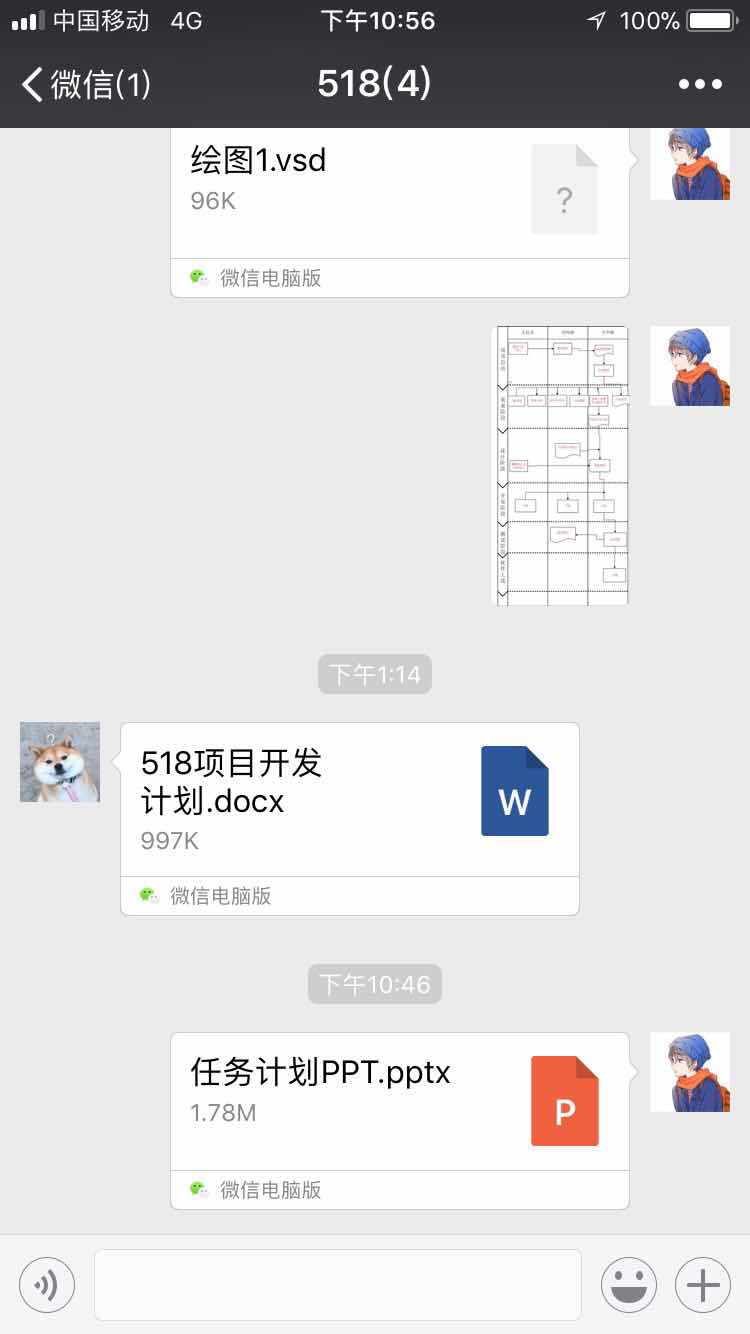 中国移动 4G 下午10:56 100%
微信(1) 518(4)
绘图1.vsd
96K
?
微信电脑版
下午1:14
518项目开发
计划.docx
997K
W
微信电脑版
下午10:46
任务计划PPT.pptx
1.78M
P
微信电脑版